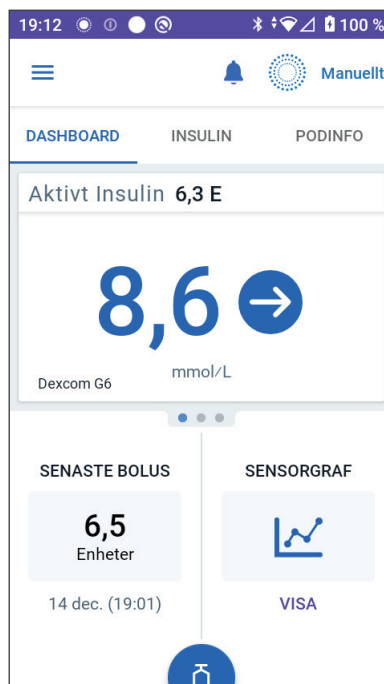 19:12 100 %
Manuellt
DASHBOARD INSULIN PODINFO
Aktivt Insulin 6,3 E
8,6
mmol/L
Dexcom G6
SENASTE BOLUS SENSORGRAF
6,5
Enheter
14 dec. (19:01) VISA